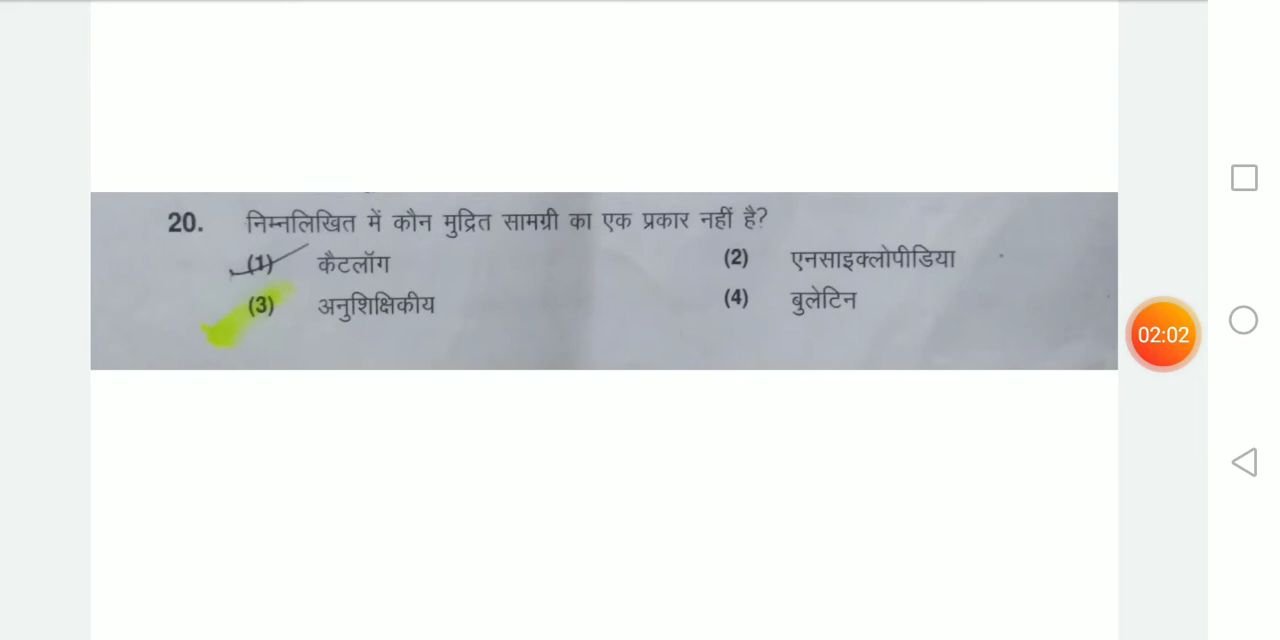 20. निम्नलिखित में कौन मुद्रित सामग्री का एक प्रकार नहीं है?
(1) कैटलॉग (2) एनसाइक्लोपीडिया
(3) अनुशिक्षिकीय (4) बुलेटिन
02:02